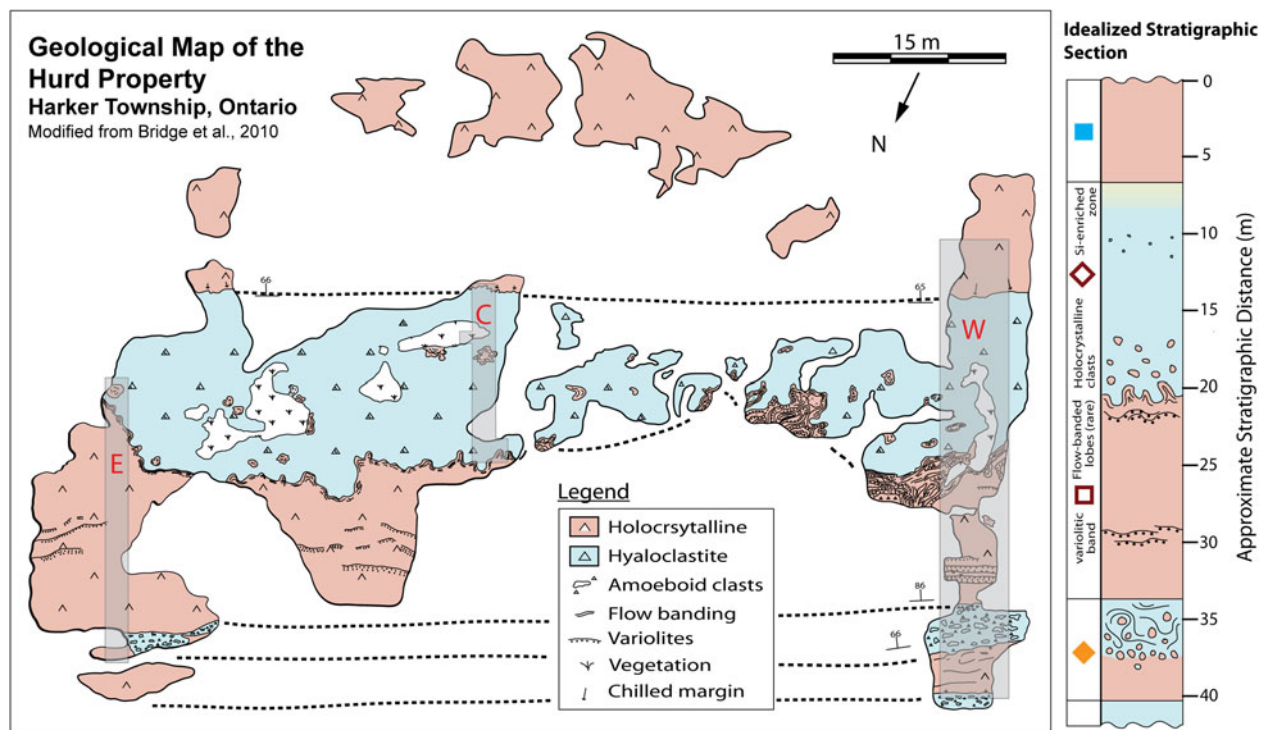 Geological Map of the
Hurd Property
Harker Township, Ontario
Modified from Bridge et al., 2010
15 m
N
66
65
86
66
E
C
W
Legend
Holocrsytalline
Hyaloclastite
Amoeboid clasts
Flow banding
Variolites
Vegetation
Chilled margin
Idealized Stratigraphic
Section
Si-enriched
zone
Holocrystalline
clasts
Flow-banded
lobes (rare)
variolitic
band
0
5
10
15
20
25
30
35
40
Approximate Stratigraphic Distance (m)